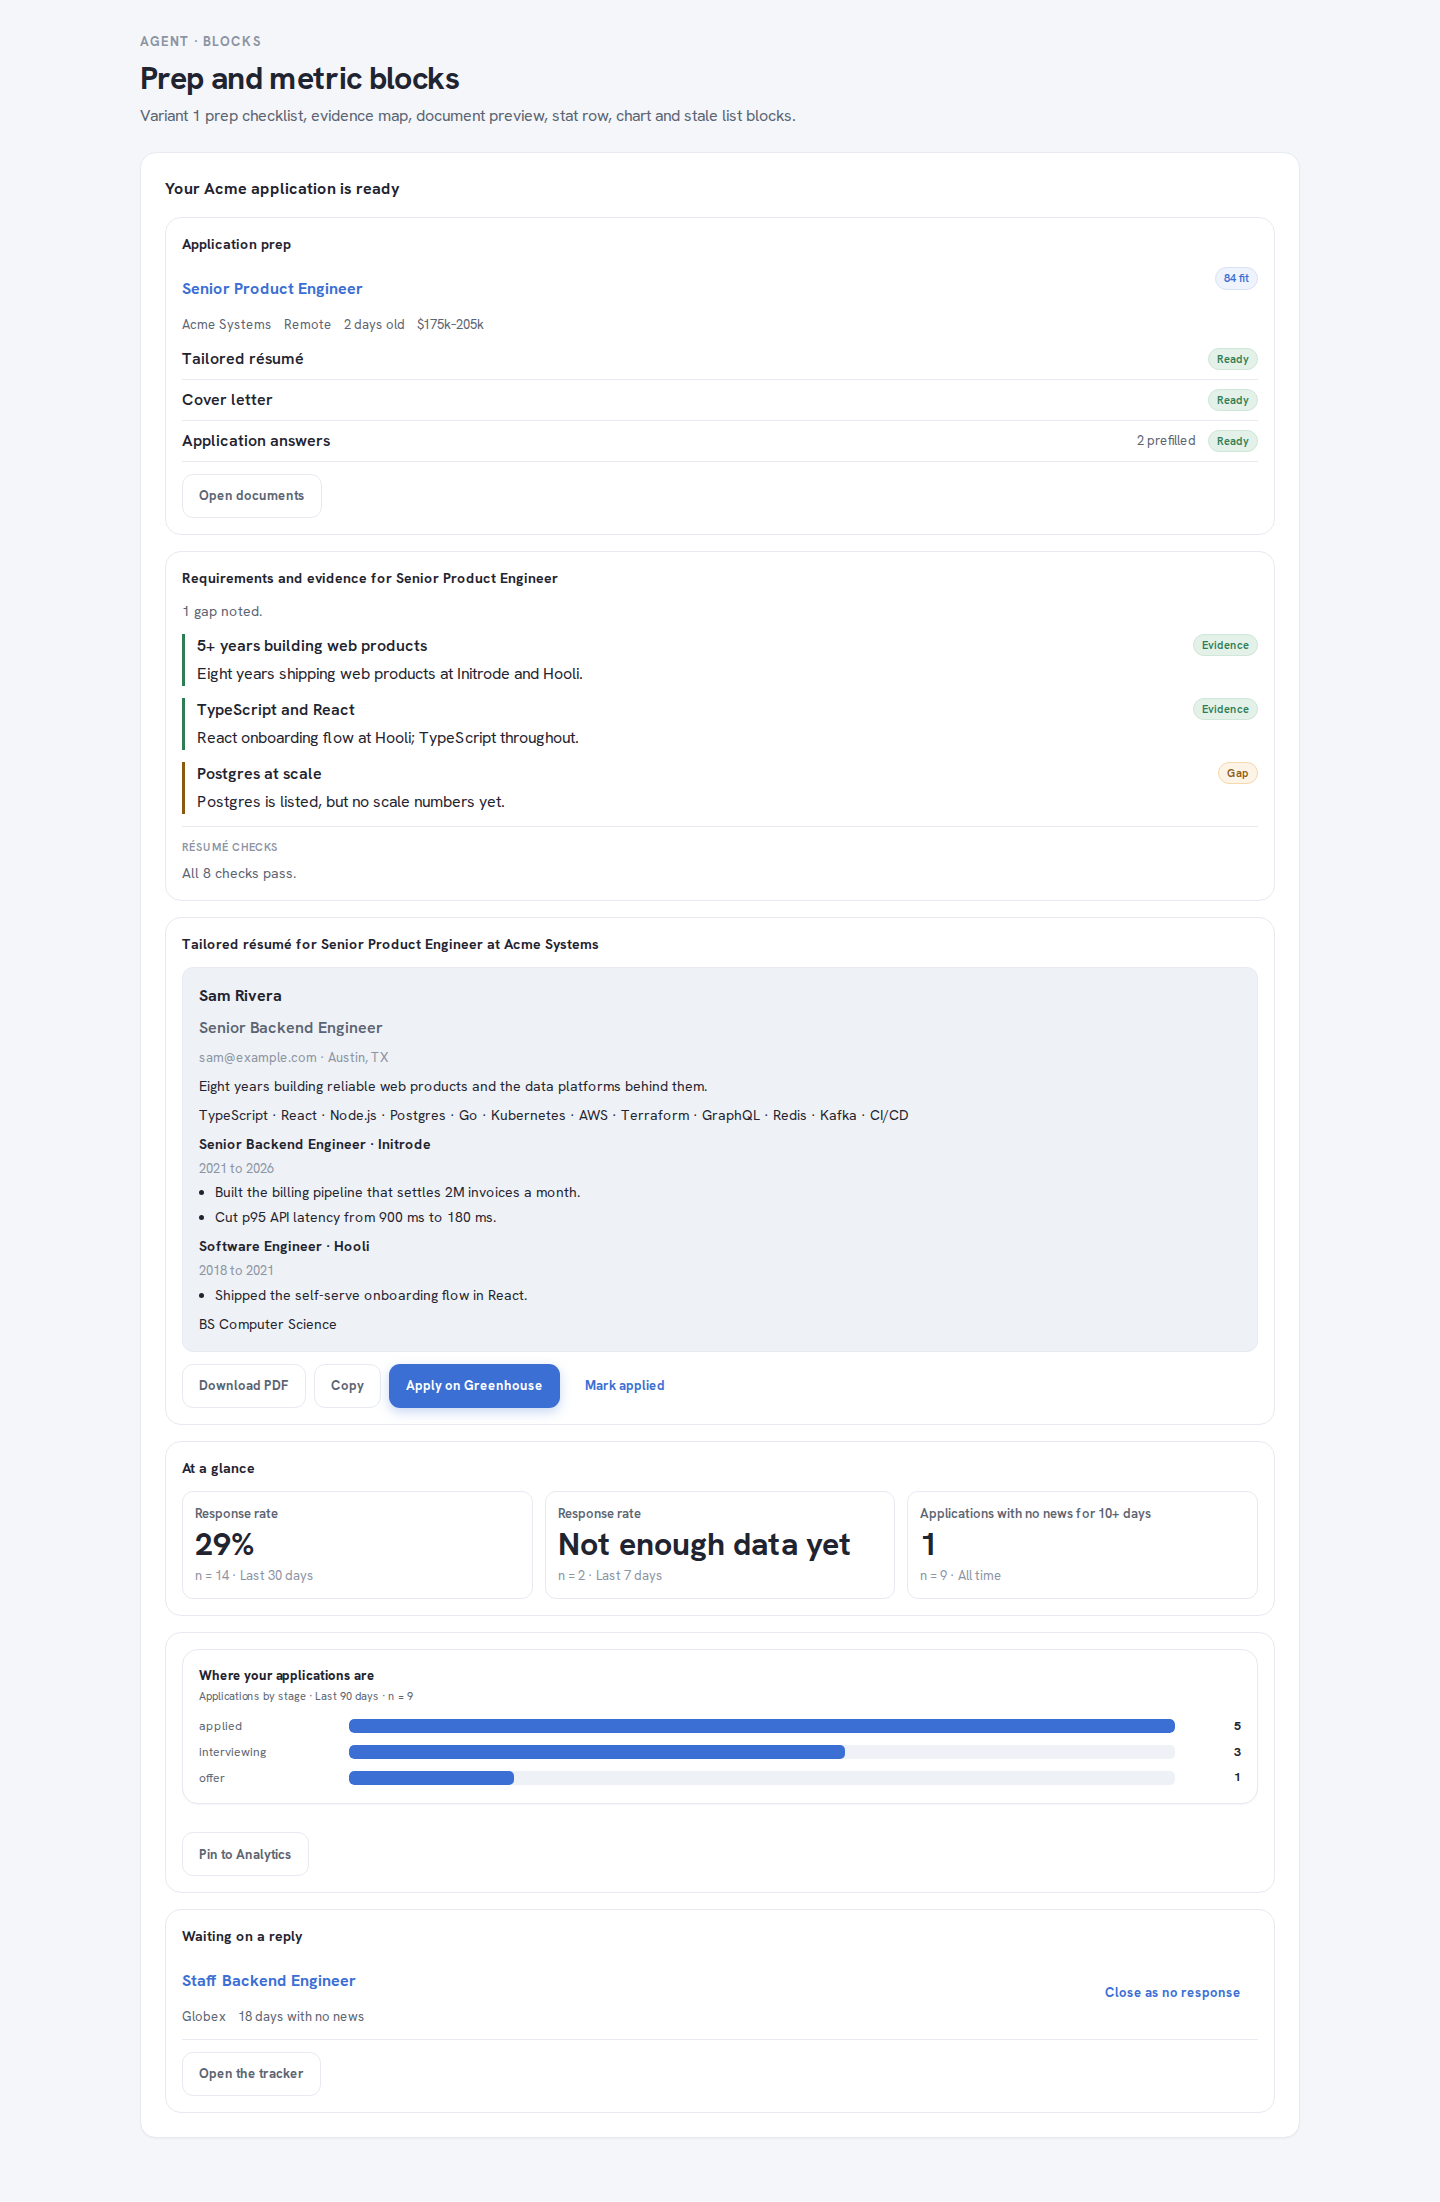 AGENT · BLOCKS
Prep and metric blocks
Variant 1 prep checklist, evidence map, document preview, stat row, chart and stale list blocks.
Your Acme application is ready
Application prep
Senior Product Engineer
84 fit
Acme Systems Remote 2 days old $175k–205k
Tailored résumé Ready
Cover letter Ready
Application answers 2 prefilled Ready
Open documents
Requirements and evidence for Senior Product Engineer
1 gap noted.
5+ years building web products Evidence
Eight years shipping web products at Initrode and Hooli.
TypeScript and React Evidence
React onboarding flow at Hooli; TypeScript throughout.
Postgres at scale Gap
Postgres is listed, but no scale numbers yet.
RÉSUMÉ CHECKS
All 8 checks pass.
Tailored résumé for Senior Product Engineer at Acme Systems
Sam Rivera
Senior Backend Engineer
sam@example.com · Austin, TX
Eight years building reliable web products and the data platforms behind them.
TypeScript · React · Node.js · Postgres · Go · Kubernetes · AWS · Terraform · GraphQL · Redis · Kafka · CI/CD
Senior Backend Engineer · Initrode
2021 to 2026
• Built the billing pipeline that settles 2M invoices a month.
• Cut p95 API latency from 900 ms to 180 ms.
Software Engineer · Hooli
2018 to 2021
• Shipped the self-serve onboarding flow in React.
BS Computer Science
Download PDF Copy Apply on Greenhouse Mark applied
At a glance
Response rate
29%
n = 14 · Last 30 days
Response rate
Not enough data yet
n = 2 · Last 7 days
Applications with no news for 10+ days
1
n = 9 · All time
Where your applications are
Applications by stage · Last 90 days · n = 9
applied 5
interviewing 3
offer 1
Pin to Analytics
Waiting on a reply
Staff Backend Engineer
Close as no response
Globex 18 days with no news
Open the tracker